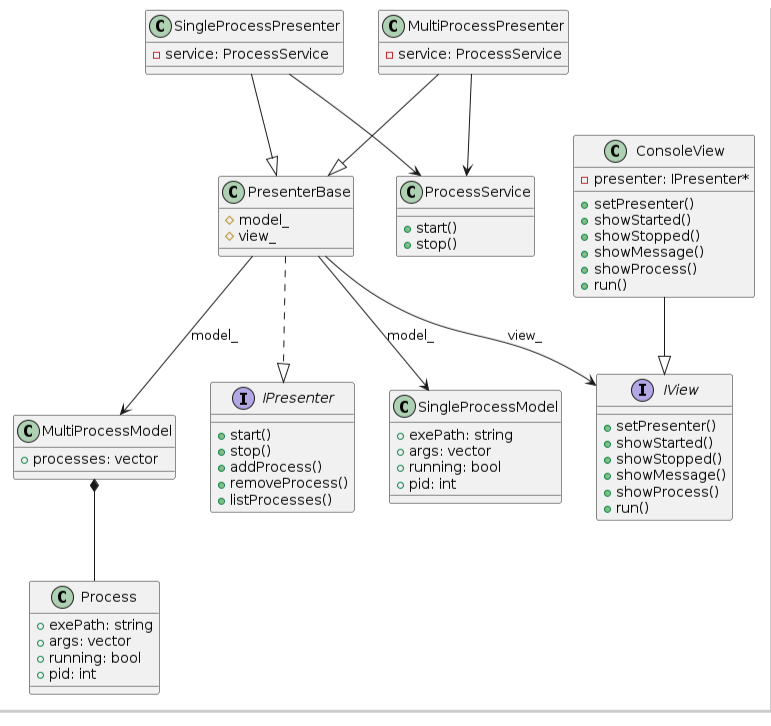 C SingleProcessPresenter
service: ProcessService
C MultiProcessPresenter
service: ProcessService
C ConsoleView
presenter: IPresenter*
setPresenter()
showStarted()
showStopped()
showMessage()
showProcess()
run()
C PresenterBase
model_
view_
C ProcessService
start()
stop()
model_
model_
view_
C MultiProcessModel
processes: vector
I IPresenter
start()
stop()
addProcess()
removeProcess()
listProcesses()
C SingleProcessModel
exePath: string
args: vector
running: bool
pid: int
I IView
setPresenter()
showStarted()
showStopped()
showMessage()
showProcess()
run()
C Process
exePath: string
args: vector
running: bool
pid: int